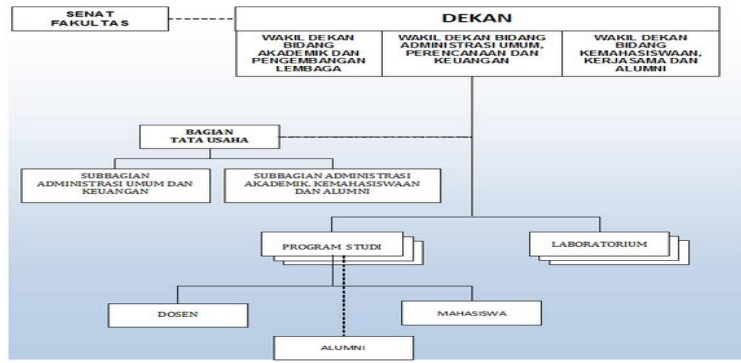 SENAT
FAKULTAS
DEKAN
WAKIL DEKAN
BIDANG
AKADEMIK DAN
PENGEMBANGAN
LEMBAGA
WAKIL DEKAN BIDANG
ADMINISTRASI UMUM,
PERENCANAAN DAN
KEUANGAN
WAKIL DEKAN
BIDANG
KEMAHASISWAAN,
KERJASAMA DAN
ALUMNI
BAGIAN
TATA USAHA
SUBBAGIAN
ADMINISTRASI UMUM DAN
KEUANGAN
SUBBAGIAN ADMINISTRASI
AKADEMIK, KEMAHASISWAAN
DAN ALUMNI
PROGRAM STUDI
LABORATORIUM
DOSEN
MAHASISWA
ALUMNI